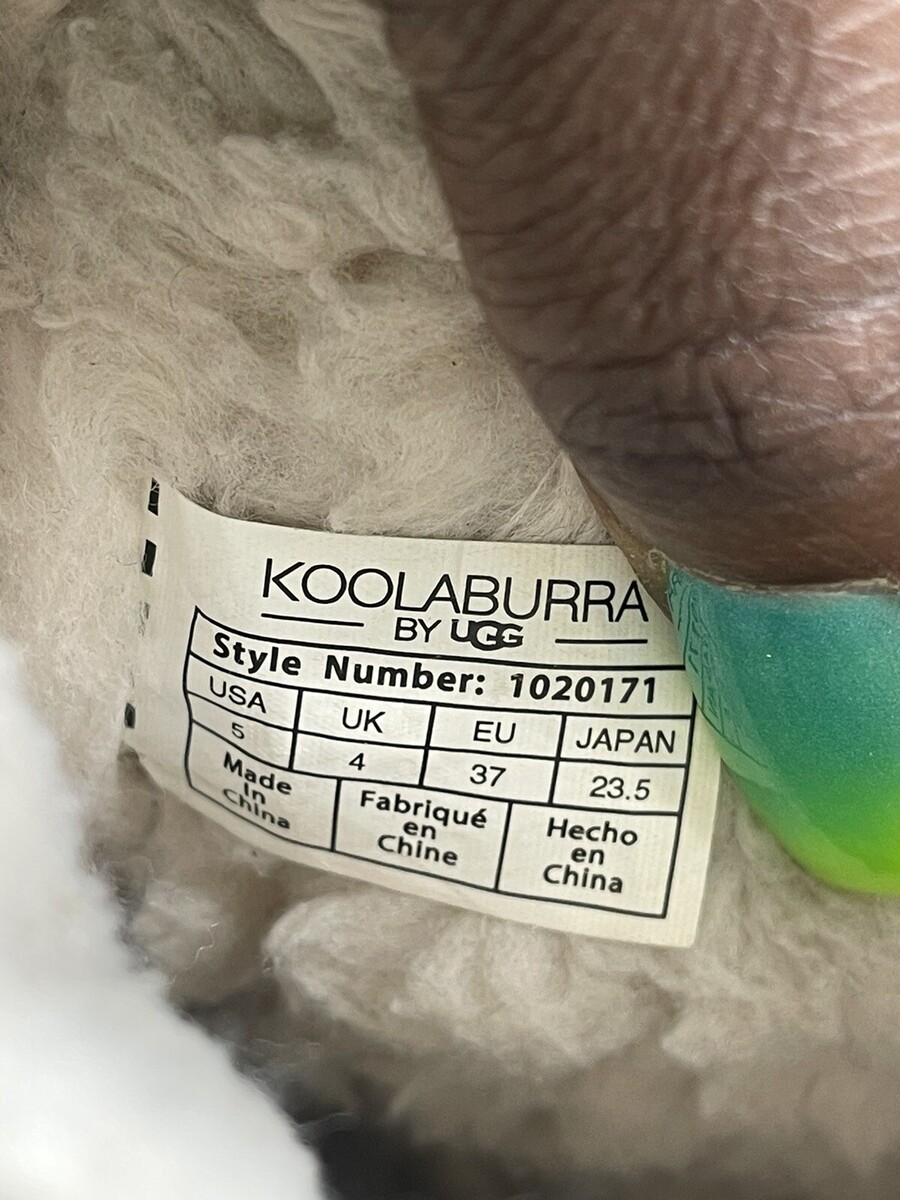 KOOLABURRA
BY UGG
Style Number: 1020171
USA UK EU JAPAN
5 4 37 23.5
Made in China
Fabriqué en Chine
Hecho en China